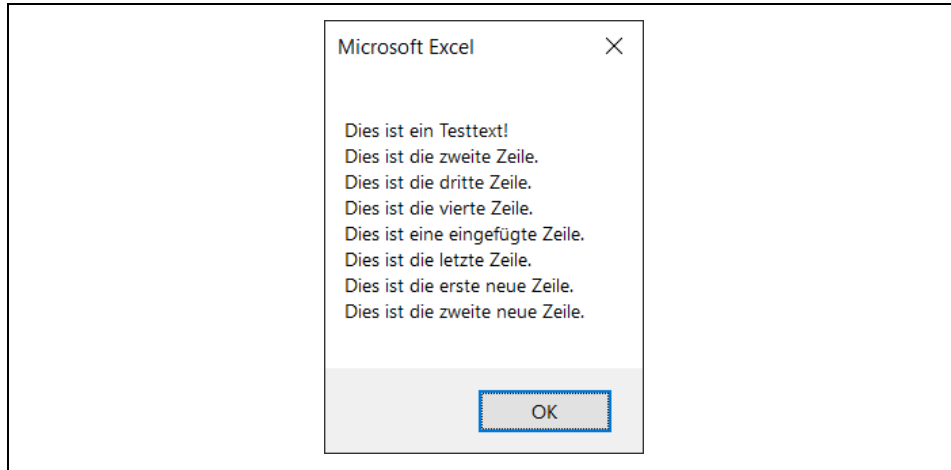 Microsoft Excel
Dies ist ein Testtext!
Dies ist die zweite Zeile.
Dies ist die dritte Zeile.
Dies ist die vierte Zeile.
Dies ist eine eingefügte Zeile.
Dies ist die letzte Zeile.
Dies ist die erste neue Zeile.
Dies ist die zweite neue Zeile.
OK